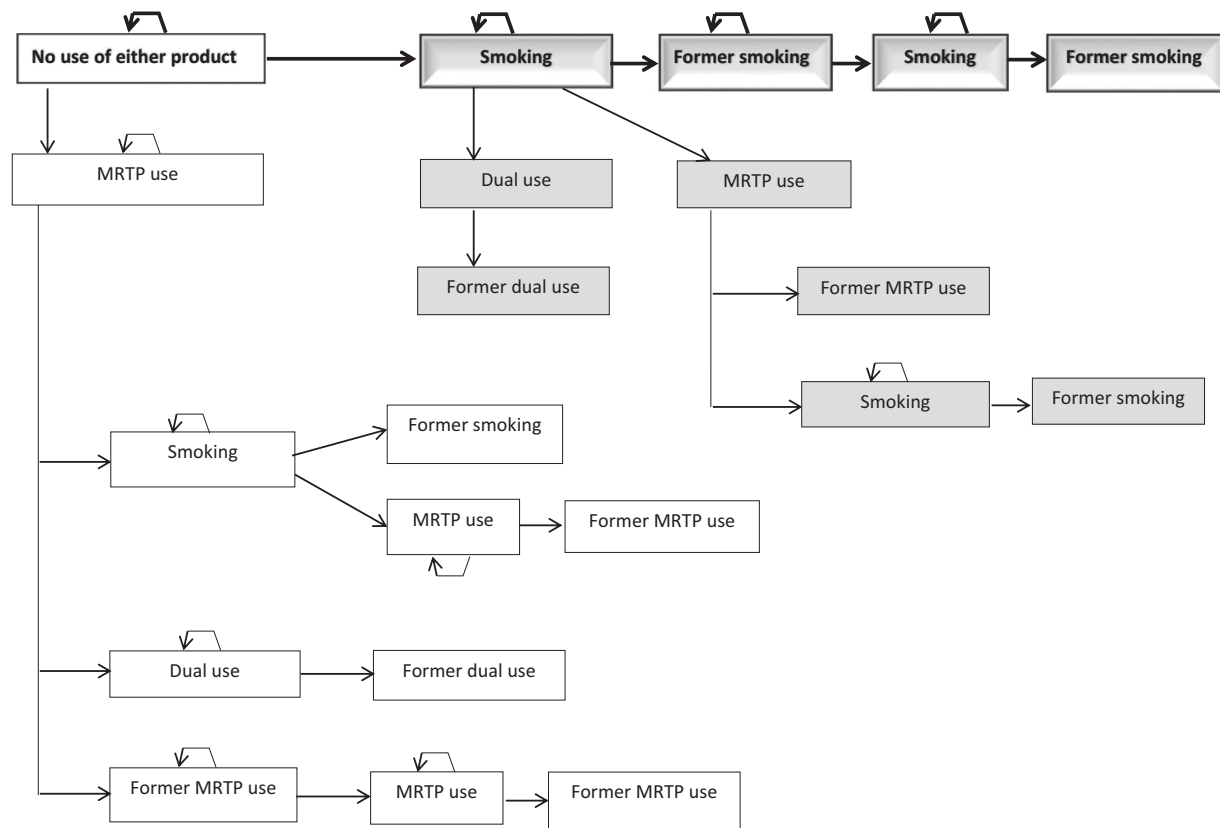 No use of either product
Smoking
Former smoking
Smoking
Former smoking
MRTP use
Dual use
MRTP use
Former dual use
Former MRTP use
Smoking
Former smoking
Smoking
Former smoking
MRTP use
Former MRTP use
Dual use
Former dual use
Former MRTP use
MRTP use
Former MRTP use